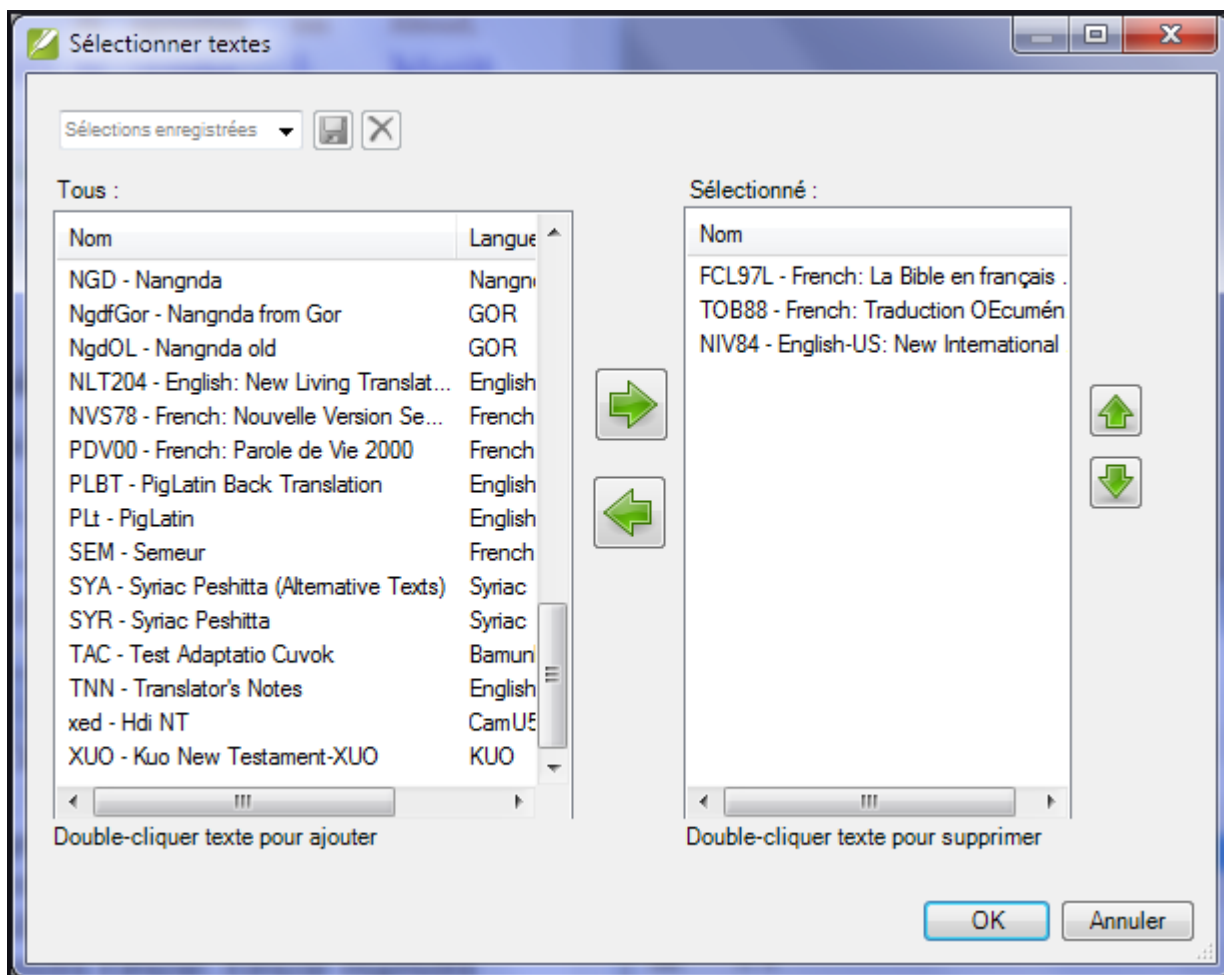 Sélectionner textes
Sélections enregistrées
Tous :
Nom Langue
NGD - Nangnda Nangn
NgdfGor - Nangnda from Gor GOR
NgdOL - Nangnda old GOR
NLT204 - English: New Living Translat... English
NVS78 - French: Nouvelle Version Se... French
PDV00 - French: Parole de Vie 2000 French
PLBT - PigLatin Back Translation English
PLt - PigLatin English
SEM - Semeur French
SYA - Syriac Peshitta (Alternative Texts) Syriac
SYR - Syriac Peshitta Syriac
TAC - Test Adaptatio Cuvok Bamun
TNN - Translator's Notes English
xed - Hdi NT CamU5
XUO - Kuo New Testament-XUO KUO
Double-cliquer texte pour ajouter
Sélectionné :
Nom
FCL97L - French: La Bible en français .
TOB88 - French: Traduction OEcumén
NIV84 - English-US: New International
Double-cliquer texte pour supprimer
OK Annuler